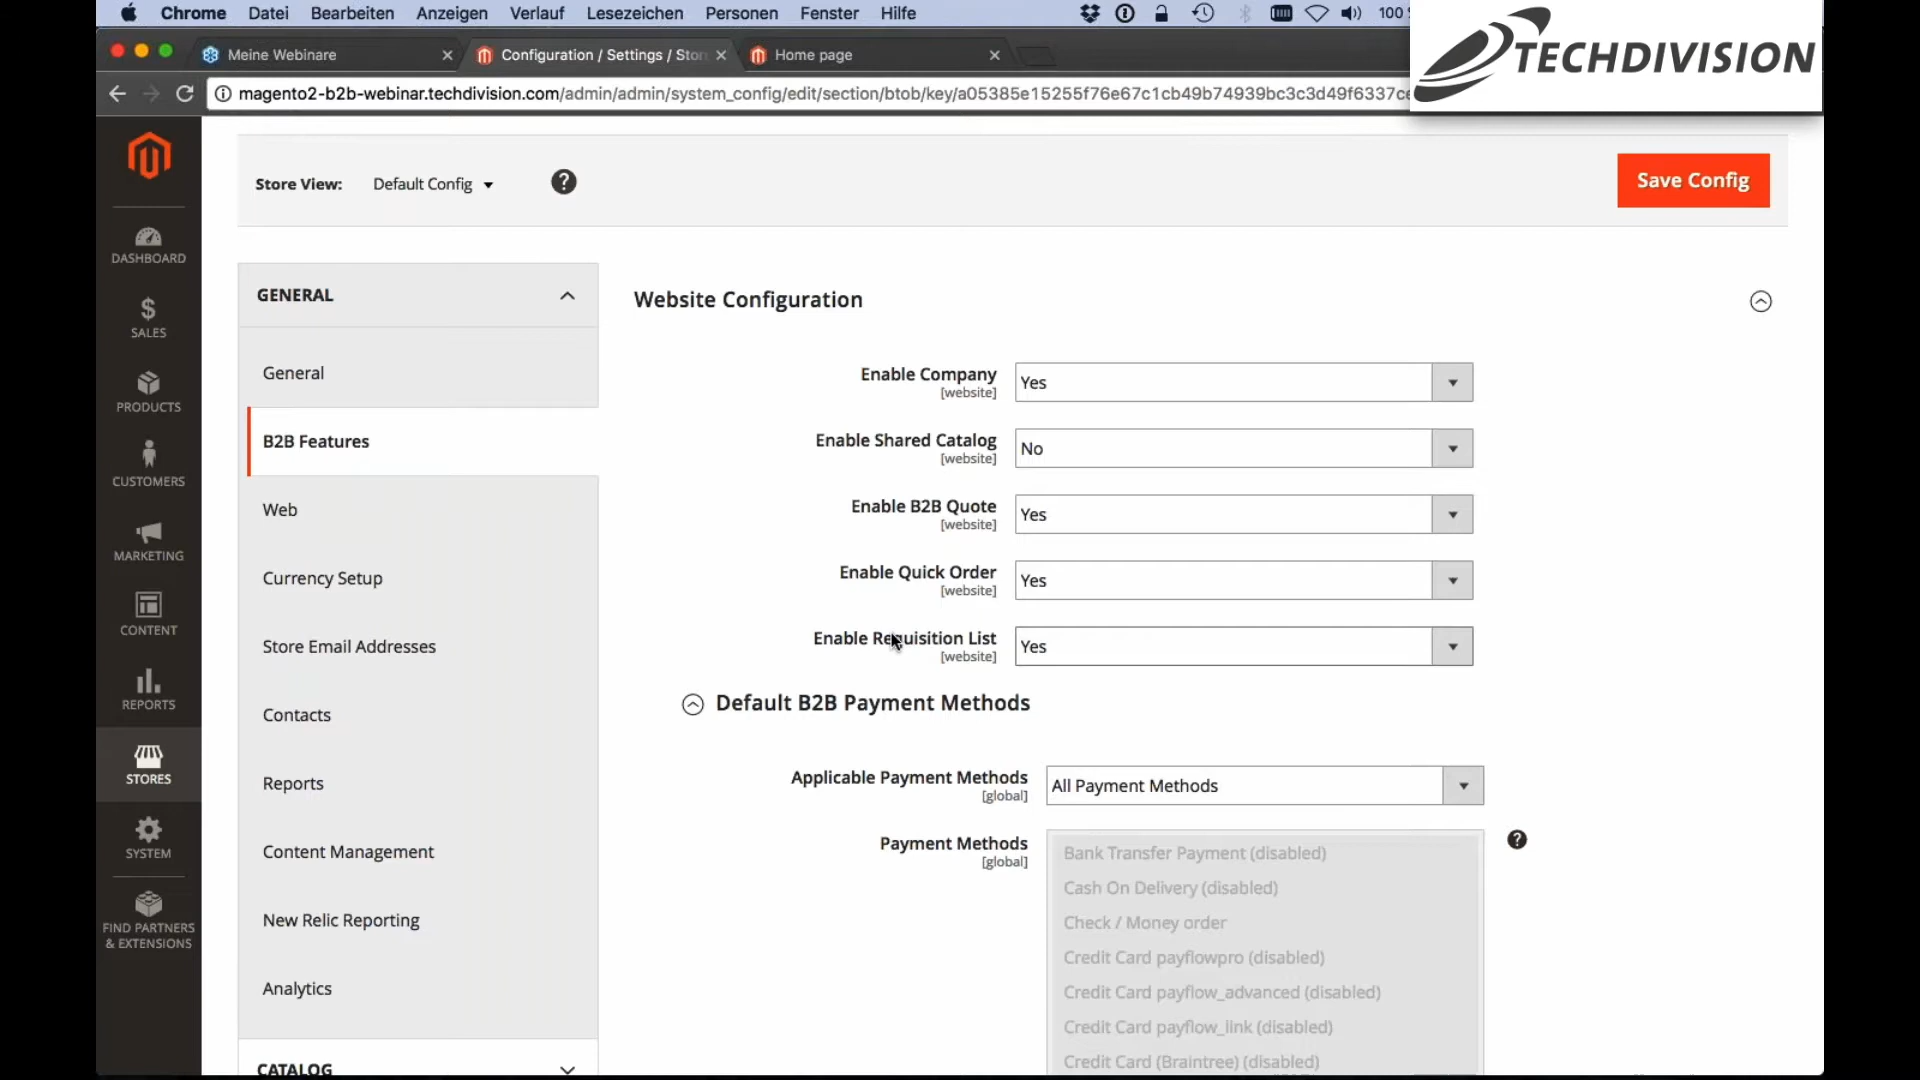 Chrome Datei Bearbeiten Anzeigen Verlauf Lesezeichen Personen Fenster Hilfe 100
TECHDIVISION
Meine Webinare
Configuration / Settings / Stor
Home page
magento2-b2b-webinar.techdivision.com/admin/admin/system_config/edit/section/btob/key/a05385e15255f76e67c1cb49b74939bc3c3d49f6337ce
Store View: Default Config ?
Save Config
DASHBOARD
SALES
PRODUCTS
CUSTOMERS
MARKETING
CONTENT
REPORTS
STORES
SYSTEM
FIND PARTNERS
& EXTENSIONS
GENERAL
General
B2B Features
Web
Currency Setup
Store Email Addresses
Contacts
Reports
Content Management
New Relic Reporting
Analytics
CATALOG
Website Configuration
Enable Company Yes
[website]
Enable Shared Catalog No
[website]
Enable B2B Quote Yes
[website]
Enable Quick Order Yes
[website]
Enable Requisition List Yes
[website]
Default B2B Payment Methods
Applicable Payment Methods All Payment Methods
[global]
Payment Methods ?
[global]
Bank Transfer Payment (disabled)
Cash On Delivery (disabled)
Check / Money order
Credit Card payflowpro (disabled)
Credit Card payflow_advanced (disabled)
Credit Card payflow_link (disabled)
Credit Card (Braintree) (disabled)